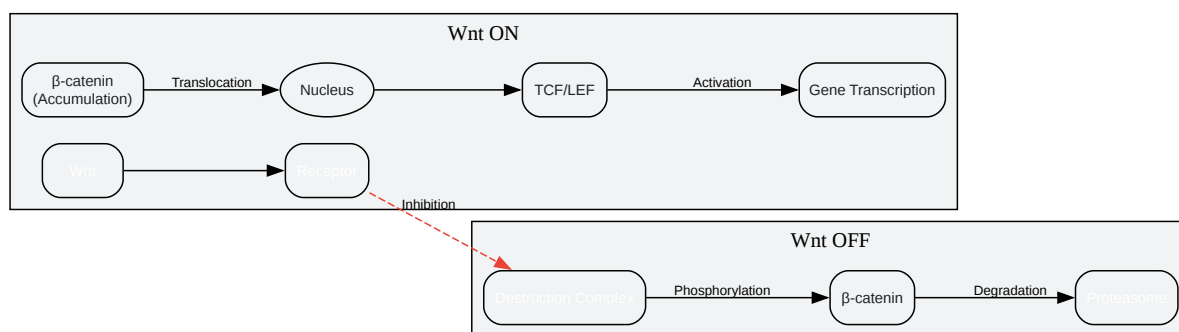 Wnt ON
β-catenin
(Accumulation)
Translocation
Nucleus
TCF/LEF
Activation
Gene Transcription
Wnt
Receptor
Inhibition
Wnt OFF
Destruction Complex
Phosphorylation
β-catenin
Degradation
Proteasome